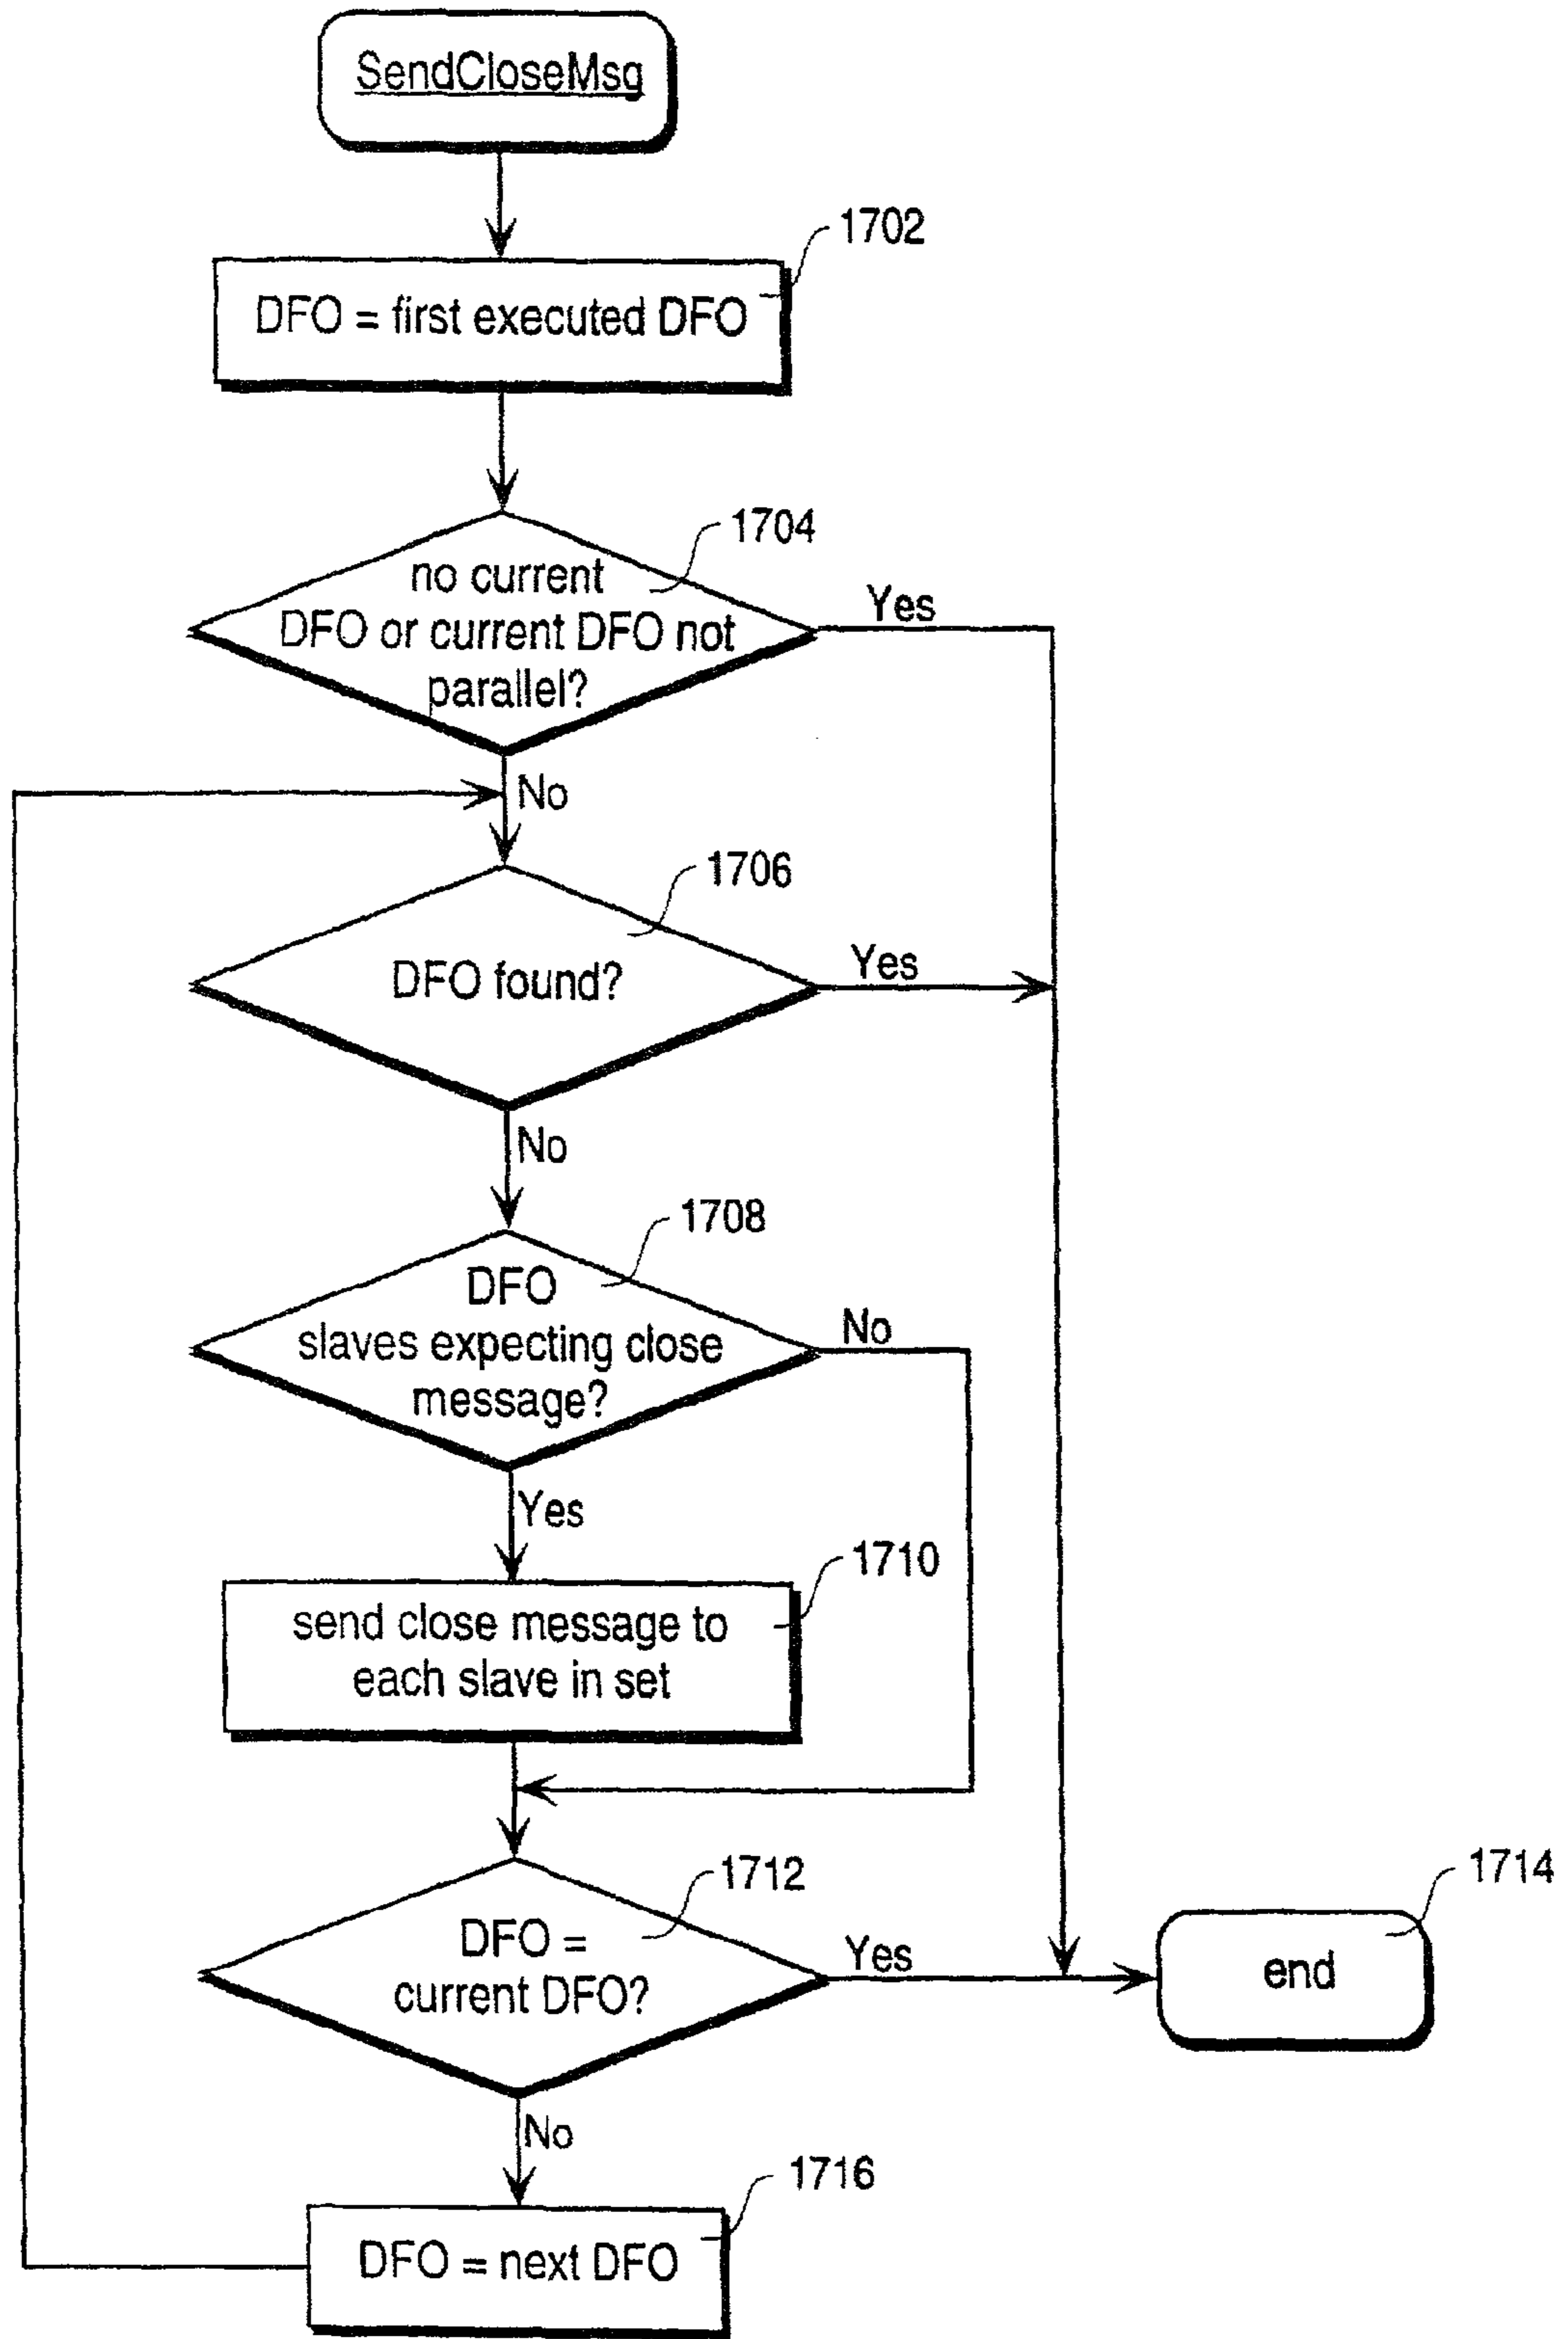 SendCloseMsg
1702
DFO = first executed DFO
1704
no current
DFO or current DFO not
parallel?
Yes
No
1706
DFO found?
Yes
No
1708
DFO
slaves expecting close
message?
No
Yes
1710
send close message to
each slave in set
1712
DFO =
current DFO?
Yes
1714
end
No
1716
DFO = next DFO